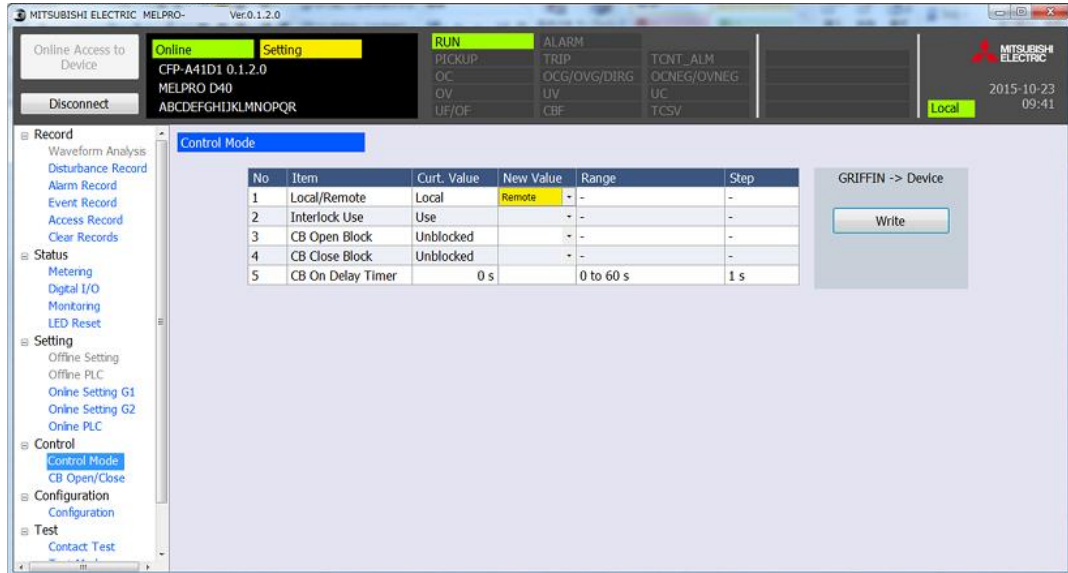 MITSUBISHI ELECTRIC MELPRO- Ver.0.1.2.0
Online Access to
Device
Disconnect
Online Setting
CFP-A41D1 0.1.2.0
MELPRO D40
ABCDEFGHIJKLMNOPQR
RUN ALARM
PICKUP TRIP TCNT_ALM
OC OCG/OVG/DIRG OCNEG/OVNEG
OV UV UC
UF/OF CBF TCSV
MITSUBISHI
ELECTRIC
2015-10-23
Local 09:41
Record
Waveform Analysis
Disturbance Record
Alarm Record
Event Record
Access Record
Clear Records
Status
Metering
Digital I/O
Monitoring
LED Reset
Setting
Offline Setting
Offline PLC
Online Setting G1
Online Setting G2
Online PLC
Control
Control Mode
CB Open/Close
Configuration
Configuration
Test
Contact Test
Control Mode
No Item Curt. Value New Value Range Step
1 Local/Remote Local Remote - -
2 Interlock Use Use - -
3 CB Open Block Unblocked - -
4 CB Close Block Unblocked - -
5 CB On Delay Timer 0 s 0 to 60 s 1 s
GRIFFIN -> Device
Write